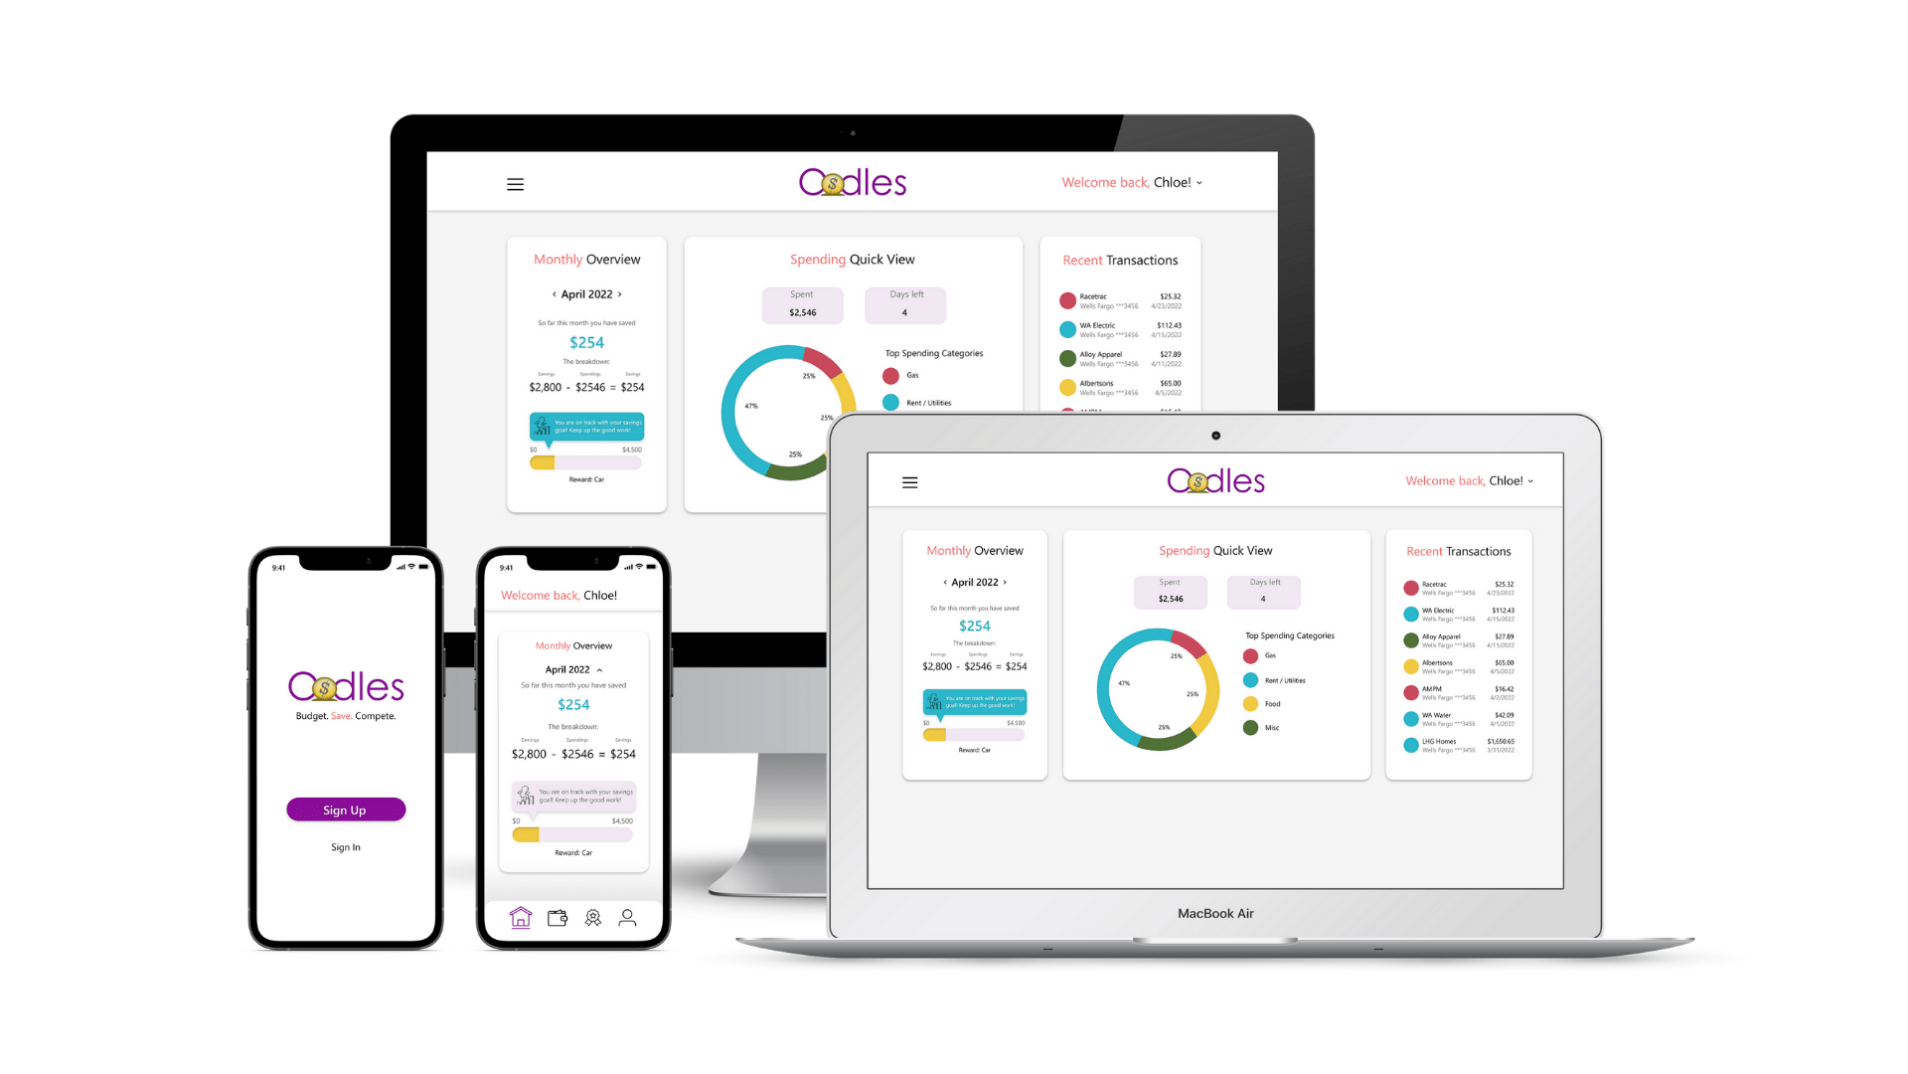 Oodles
Welcome back, Chloe!
Monthly Overview
April 2022
So far this month you have saved
$254
The breakdown:
Earnings Spendings Savings
$2,800 - $2546 = $254
You are on track with your savings
goal! Keep up the good work!
$0 $4,500
Reward: Car
Spending Quick View
Spent
$2,546
Days left
4
25%
47%
25%
25%
Top Spending Categories
Gas
Rent / Utilities
Recent Transactions
Racetrac $25.32
Wells Fargo ***3456 4/23/2022
WA Electric $112.43
Wells Fargo ***3456 4/15/2022
Alloy Apparel $27.89
Wells Fargo ***3456 4/11/2022
Albertsons $65.00
Wells Fargo ***3456 4/5/2022
9:41
Oodles
Budget. Save. Compete.
Sign Up
Sign In
9:41
Welcome back, Chloe!
Monthly Overview
April 2022
So far this month you have saved
$254
The breakdown:
Earnings Spendings Savings
$2,800 - $2546 = $254
You are on track with your savings
goal! Keep up the good work!
$0 $4,500
Reward: Car
Oodles
Welcome back, Chloe!
Monthly Overview
April 2022
So far this month you have saved
$254
The breakdown:
Earnings Spendings Savings
$2,800 - $2546 = $254
You are on track with your savings
goal! Keep up the good work!
$0 $4,500
Reward: Car
Spending Quick View
Spent
$2,546
Days left
4
25%
47%
25%
25%
Top Spending Categories
Gas
Rent / Utilities
Food
Misc
Recent Transactions
Racetrac $25.32
Wells Fargo ***3456 4/23/2022
WA Electric $112.43
Wells Fargo ***3456 4/15/2022
Alloy Apparel $27.89
Wells Fargo ***3456 4/11/2022
Albertsons $65.00
Wells Fargo ***3456 4/5/2022
AMPM $16.42
Wells Fargo ***3456 4/2/2022
WA Water $42.09
Wells Fargo ***3456 4/1/2022
LHG Homes $1,650.65
Wells Fargo ***3456 3/31/2022
MacBook Air